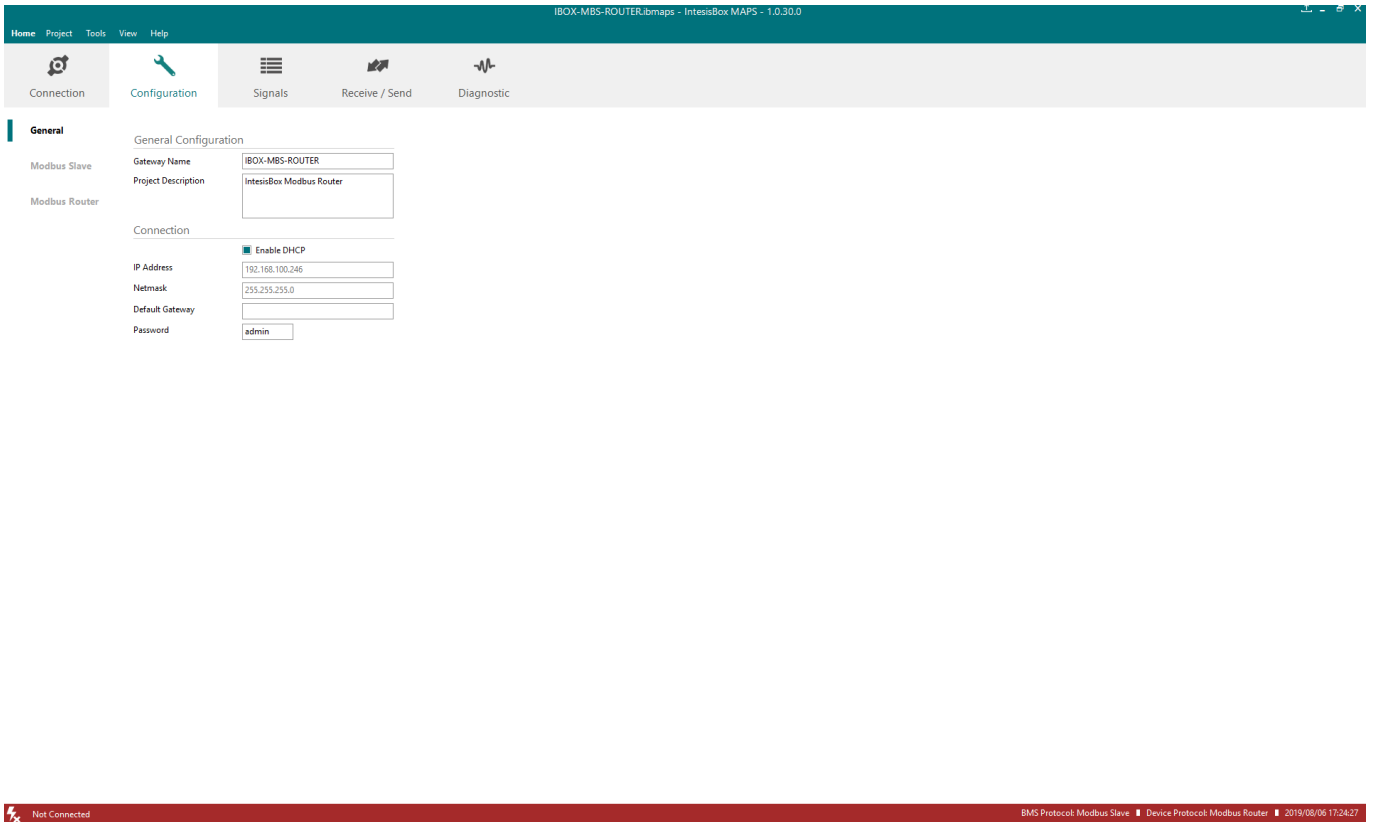 IBOX-MBS-ROUTER.ibmaps - IntesisBox MAPS - 1.0.30.0
Home Project Tools View Help
Connection Configuration Signals Receive / Send Diagnostic
General
Modbus Slave
Modbus Router
General Configuration
Gateway Name IBOX-MBS-ROUTER
Project Description IntesisBox Modbus Router
Connection
Enable DHCP
IP Address 192.168.100.246
Netmask 255.255.255.0
Default Gateway
Password admin
Not Connected BMS Protocol: Modbus Slave Device Protocol: Modbus Router 2019/08/06 17:24:27